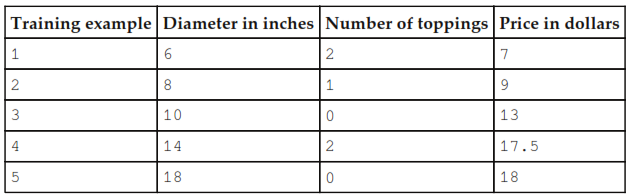 Training example Diameter in inches Number of toppings Price in dollars
1 6 2 7
2 8 1 9
3 10 0 13
4 14 2 17.5
5 18 0 18